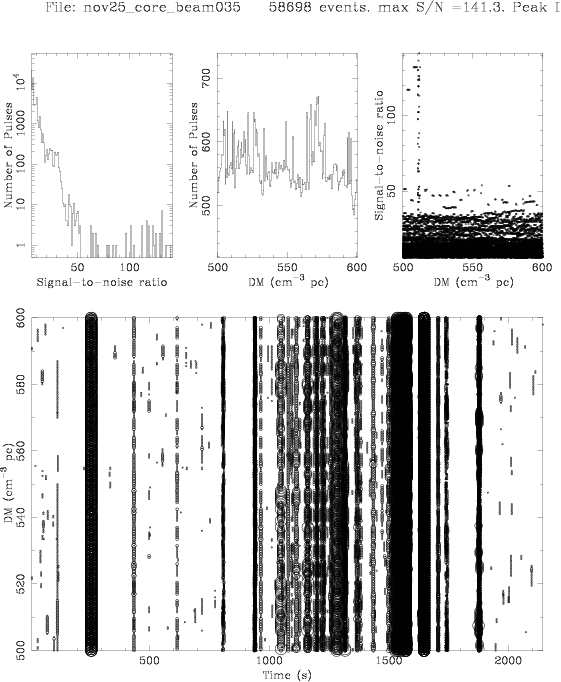 File: nov25_core_beam035 58698 events. max S/N =141.3. Peak
Number of Pulses
1 10 100 1000 10⁴
50 100
Signal-to-noise ratio
Number of Pulses
500 600 700
500 550 600
DM (cm⁻³ pc)
Signal-to-noise ratio
50 100
500 550 600
DM (cm⁻³ pc)
DM (cm⁻³ pc)
500 520 540 560 580 600
500 1000 1500 2000
Time (s)